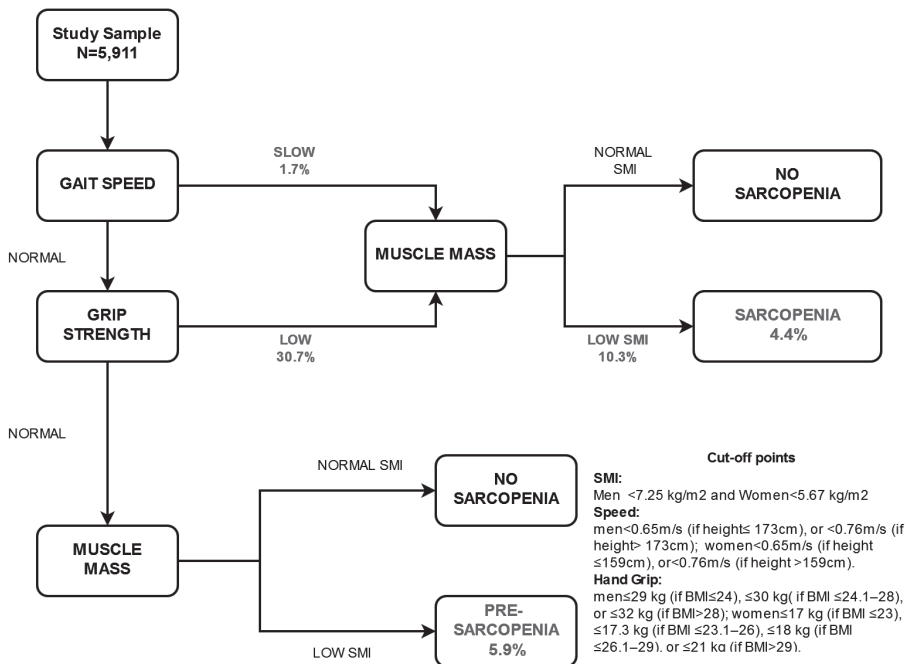 Study Sample
N=5,911
SLOW
1.7%
GAIT SPEED
NORMAL
SMI
NO
SARCOPENIA
MUSCLE MASS
NORMAL
GRIP
STRENGTH
LOW
30.7%
LOW SMI
10.3%
SARCOPENIA
4.4%
NORMAL
NORMAL SMI
NO
SARCOPENIA
MUSCLE
MASS
LOW SMI
PRE-
SARCOPENIA
5.9%
Cut-off points
SMI:
Men <7.25 kg/m2 and Women<5.67 kg/m2
Speed:
men<0.65m/s (if height≤ 173cm), or <0.76m/s (if
height> 173cm); women<0.65m/s (if height
≤159cm), or<0.76m/s (if height >159cm).
Hand Grip:
men≤29 kg (if BMI≤24), ≤30 kg( if BMI ≤24.1–28),
or ≤32 kg (if BMI>28); women≤17 kg (if BMI ≤23),
≤17.3 kg (if BMI ≤23.1–26), ≤18 kg (if BMI
≤26.1–29), or ≤21 kg (if BMI>29).